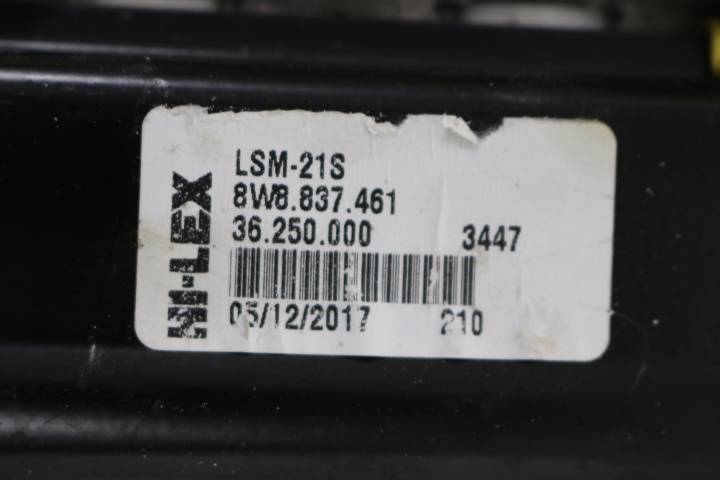 HI-LEX
LSM-21S
8W8.837.461
36.250.000 3447
05/12/2017 210